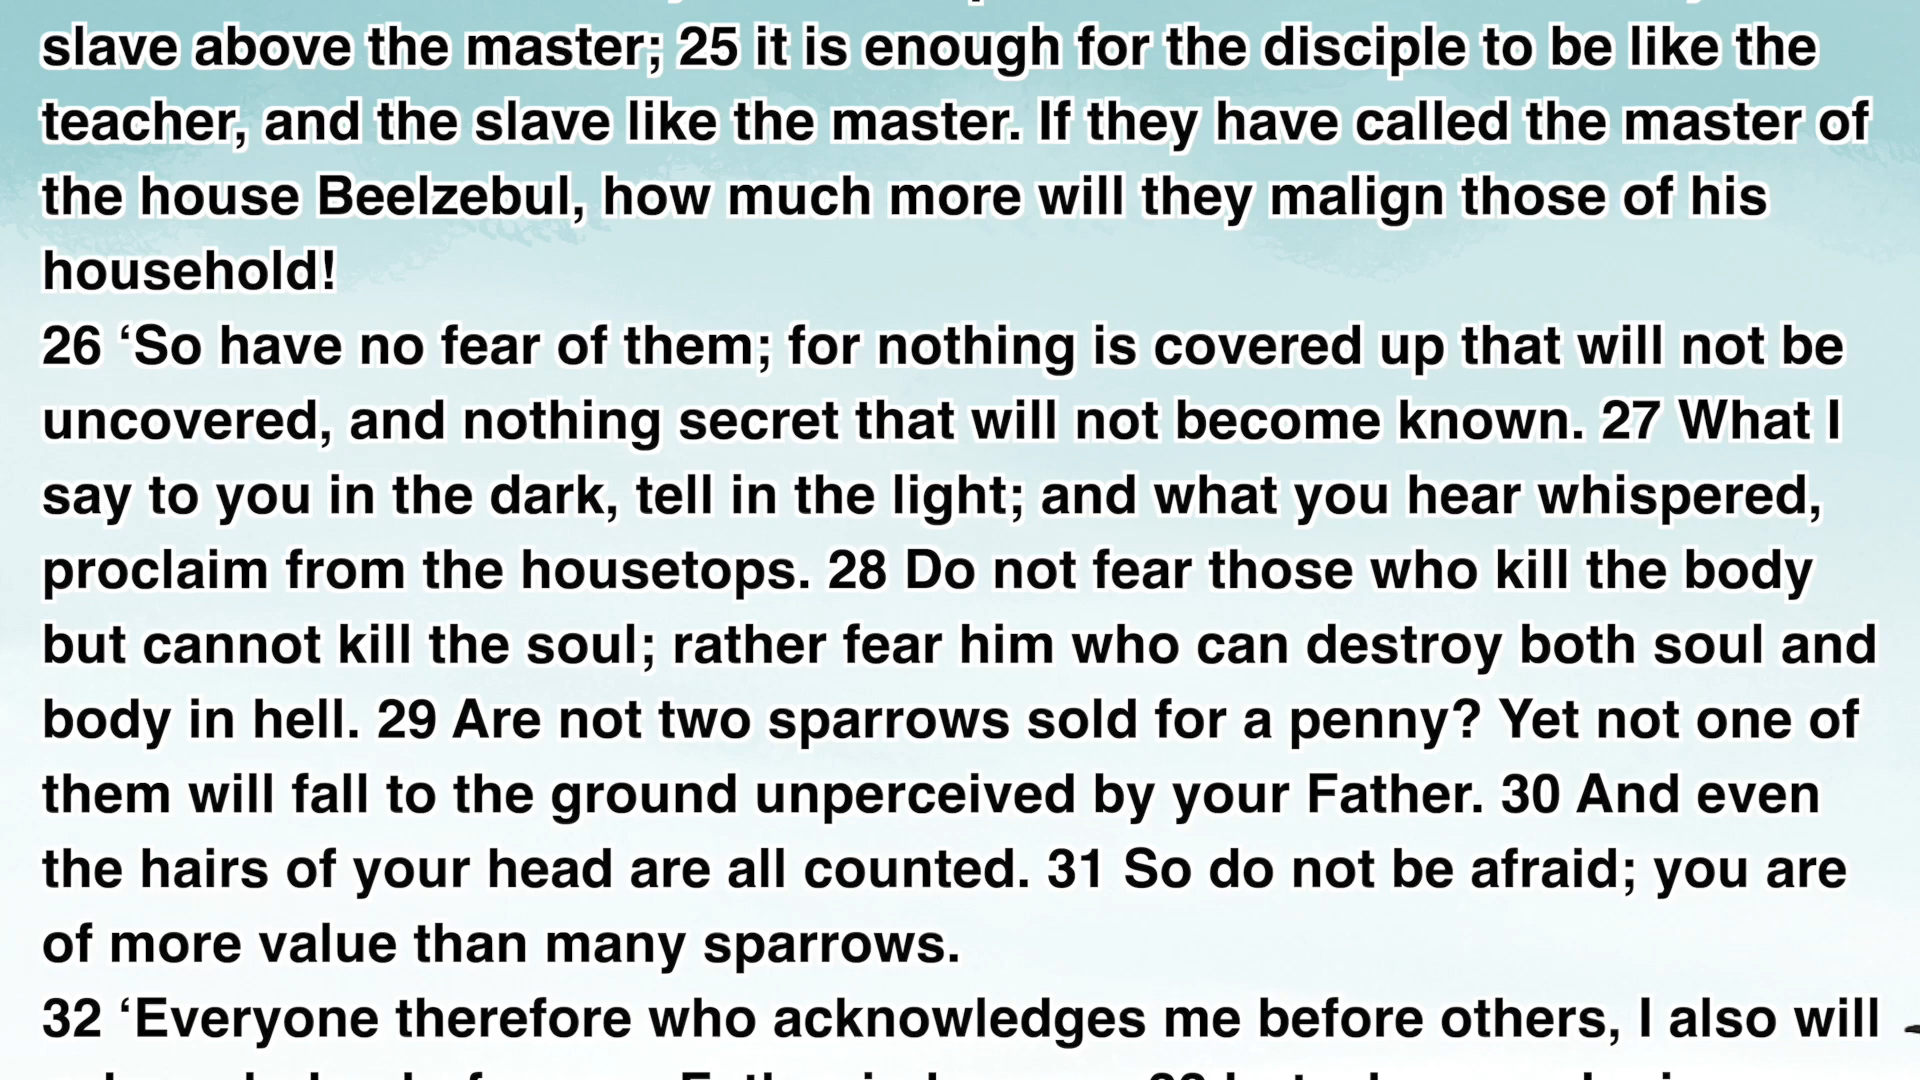 slave above the master; 25 it is enough for the disciple to be like the
teacher, and the slave like the master. If they have called the master of
the house Beelzebul, how much more will they malign those of his
household!
26 ‘So have no fear of them; for nothing is covered up that will not be
uncovered, and nothing secret that will not become known. 27 What I
say to you in the dark, tell in the light; and what you hear whispered,
proclaim from the housetops. 28 Do not fear those who kill the body
but cannot kill the soul; rather fear him who can destroy both soul and
body in hell. 29 Are not two sparrows sold for a penny? Yet not one of
them will fall to the ground unperceived by your Father. 30 And even
the hairs of your head are all counted. 31 So do not be afraid; you are
of more value than many sparrows.
32 ‘Everyone therefore who acknowledges me before others, I also will